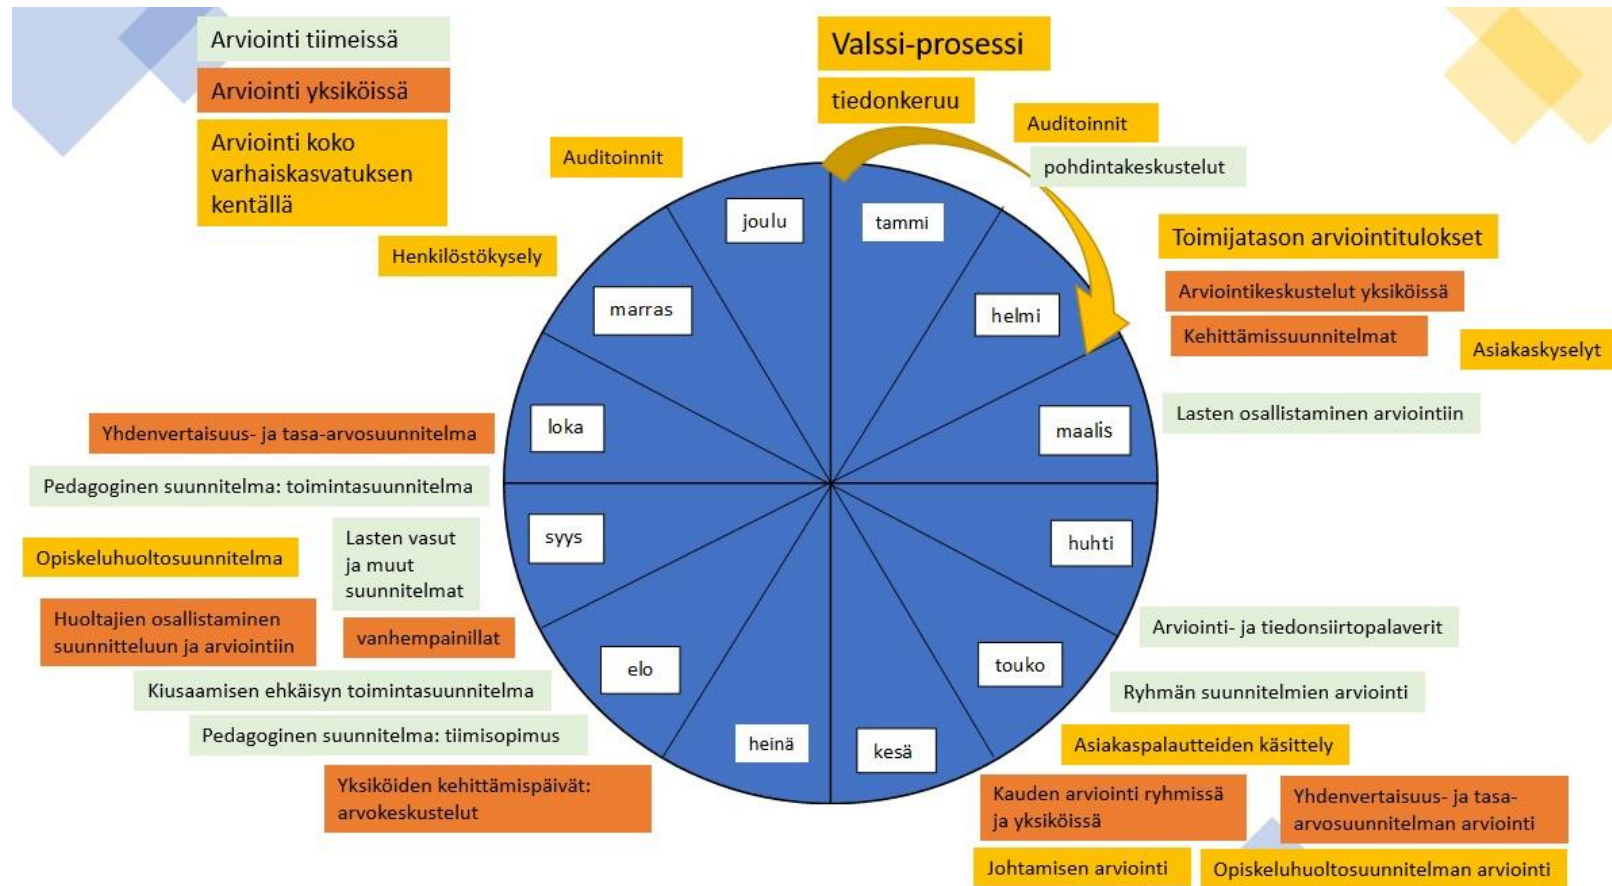 Arviointi tiimeissä
Arviointi yksiköissä
Arviointi koko
varhaiskasvatuksen
kentällä
Valssi-prosessi
tiedonkeruu
Auditoinnit
pohdintakeskustelut
Auditoinnit
Henkilöstökysely
Toimijatason arviointitulokset
Arviointikeskustelut yksiköissä
Kehittämissuunnitelmat
Asiakaskyselyt
Lasten osallistaminen arviointiin
joulu
tammi
marras
helmi
loka
maalis
syys
huhti
elo
touko
heinä
kesä
Yhdenvertaisuus- ja tasa-arvosuunnitelma
Pedagoginen suunnitelma: toimintasuunnitelma
Opiskeluhuoltosuunnitelma
Lasten vasut
ja muut
suunnitelmat
Huoltajien osallistaminen
suunnitteluun ja arviointiin
vanhempainillat
Kiusaamisen ehkäisyn toimintasuunnitelma
Pedagoginen suunnitelma: tiimisopimus
Yksiköiden kehittämispäivät:
arvokeskustelut
Arviointi- ja tiedonsiirtopalaverit
Ryhmän suunnitelmien arviointi
Asiakaspalautteiden käsittely
Kauden arviointi ryhmissä
ja yksiköissä
Yhdenvertaisuus- ja tasa-
arvosuunnitelman arviointi
Johtamisen arviointi
Opiskeluhuoltosuunnitelman arviointi